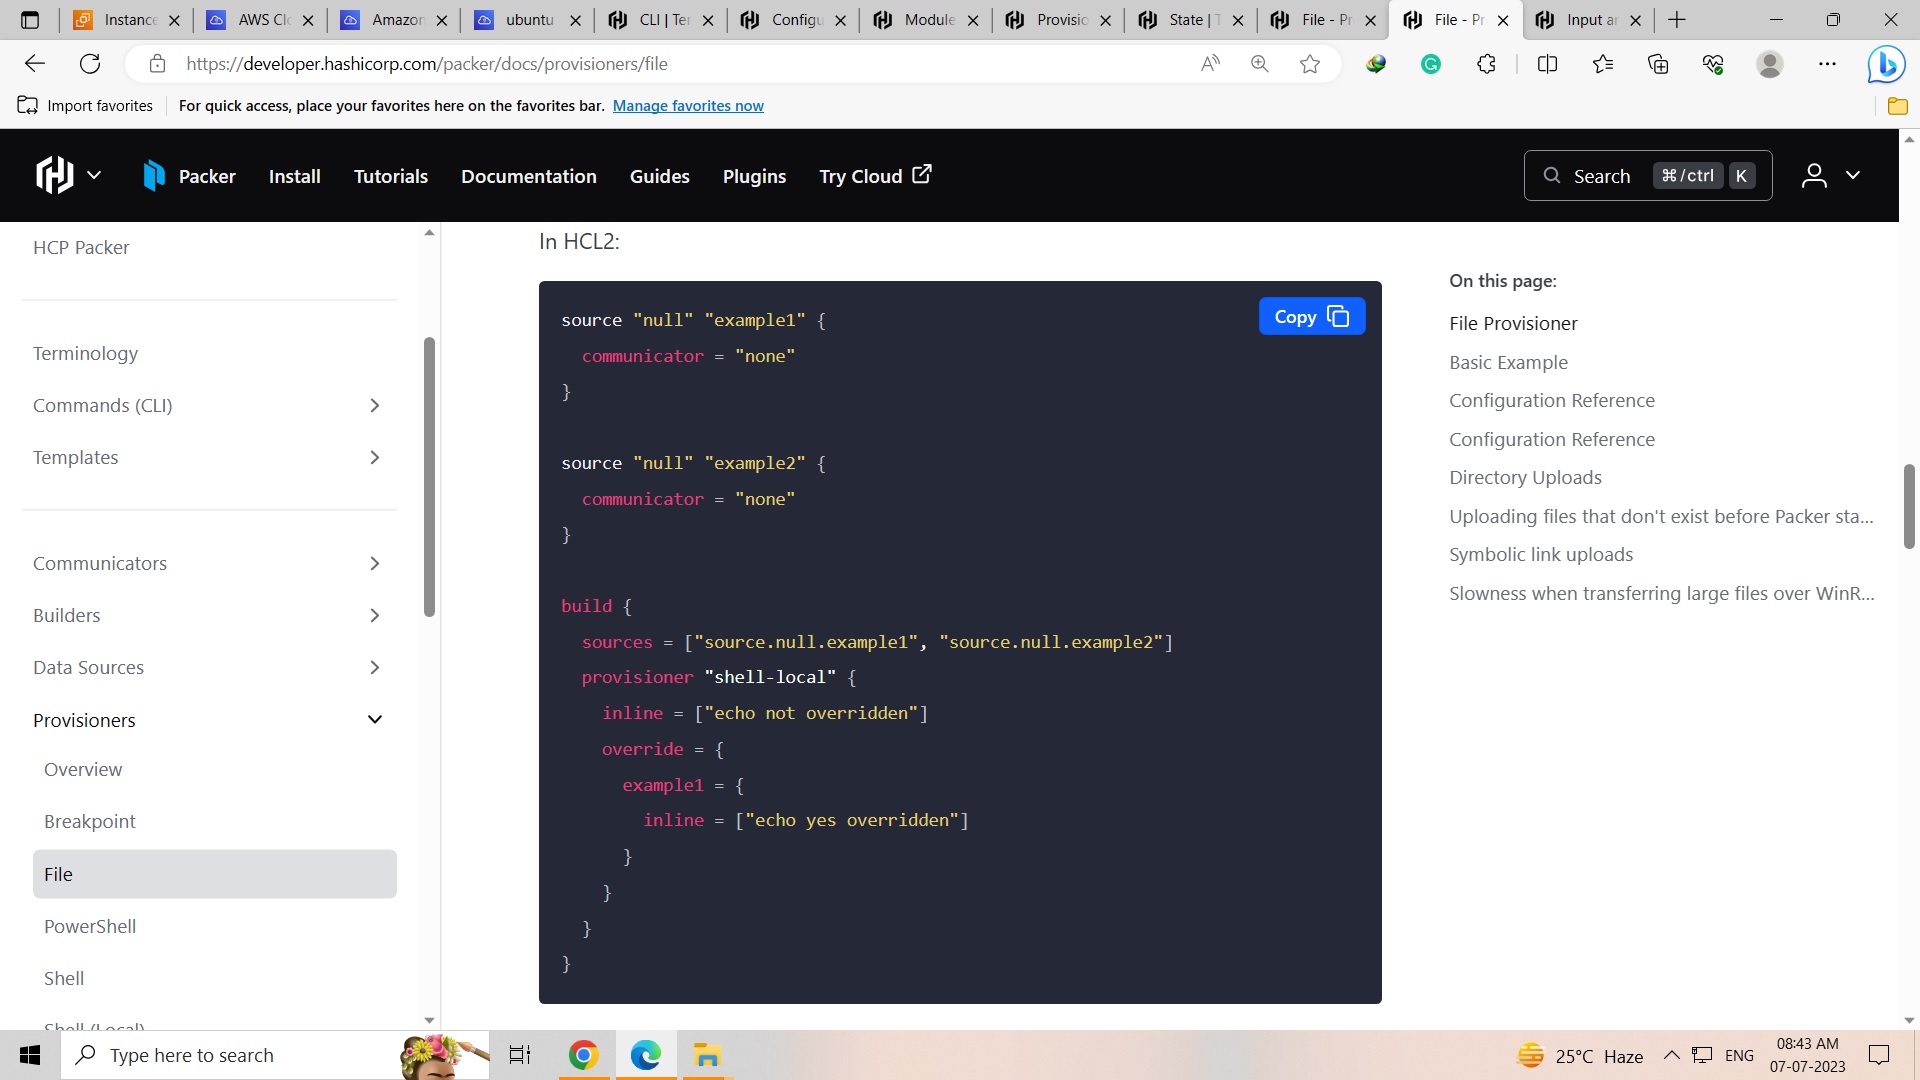 Instance
AWS Clo
Amazon
ubuntu
CLI | Ter
Configu
Module
Provisio
State | T
File - Pr
File - Pr
Input ar
https://developer.hashicorp.com/packer/docs/provisioners/file
Import favorites
For quick access, place your favorites here on the favorites bar. Manage favorites now
Packer Install Tutorials Documentation Guides Plugins Try Cloud
Search ⌘/ctrl K
HCP Packer
Terminology
Commands (CLI)
Templates
Communicators
Builders
Data Sources
Provisioners
Overview
Breakpoint
File
PowerShell
Shell
Shell (Local)
In HCL2:
Copy
source "null" "example1" {
communicator = "none"
}
source "null" "example2" {
communicator = "none"
}
build {
sources = ["source.null.example1", "source.null.example2"]
provisioner "shell-local" {
inline = ["echo not overridden"]
override = {
example1 = {
inline = ["echo yes overridden"]
}
}
}
}
On this page:
File Provisioner
Basic Example
Configuration Reference
Configuration Reference
Directory Uploads
Uploading files that don't exist before Packer sta...
Symbolic link uploads
Slowness when transferring large files over WinR...
Type here to search
25°C Haze
ENG
08:43 AM
07-07-2023